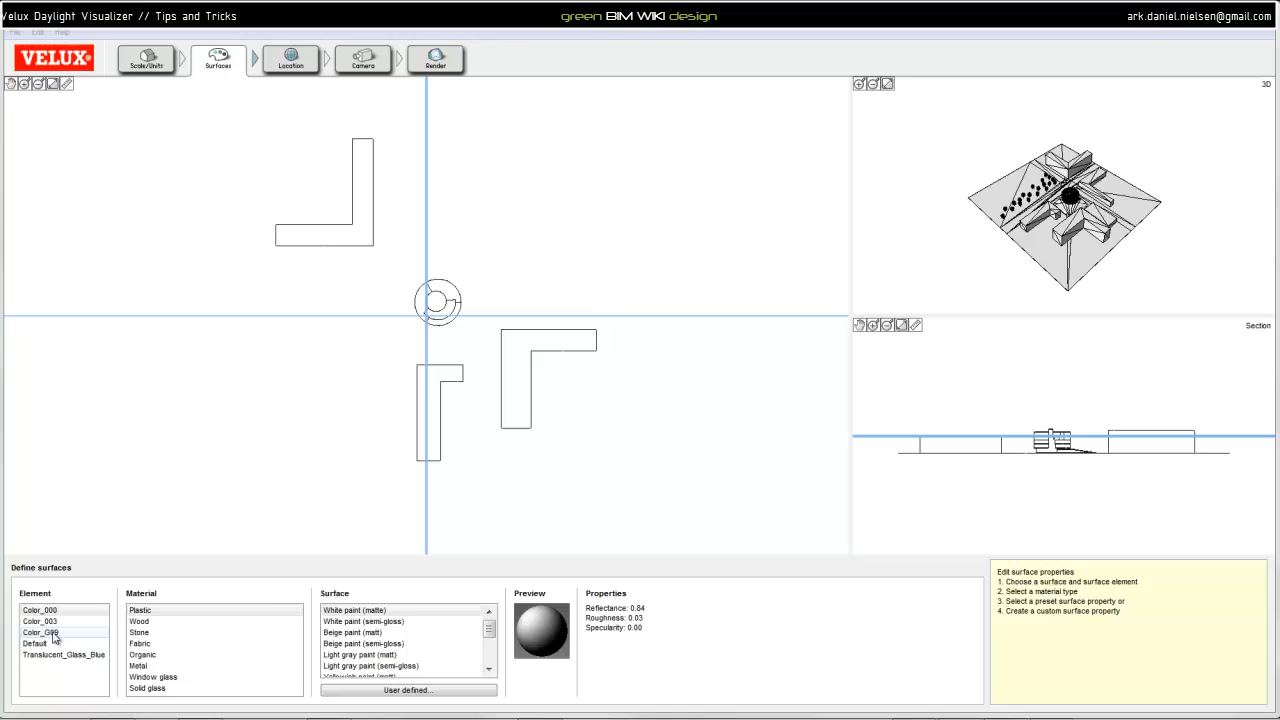 Velux Daylight Visualizer // Tips and Tricks
green BIM WIKI design
ark.daniel.nielsen@gmail.com
File Edit Help
VELUX®
Scale/Units
Surfaces
Location
Camera
Render
3D
Section
Define surfaces
Element
Color_000
Color_003
Default
Translucent_Glass_Blue
Material
Plastic
Wood
Stone
Fabric
Organic
Metal
Window glass
Solid glass
Surface
White paint (matte)
White paint (semi-gloss)
Beige paint (matt)
Beige paint (semi-gloss)
Light gray paint (matt)
Light gray paint (semi-gloss)
User defined...
Preview
Properties
Reflectance: 0.84
Roughness: 0.03
Specularity: 0.00
Edit surface properties
1. Choose a surface and surface element
2. Select a material type
3. Select a preset surface property or
4. Create a custom surface property